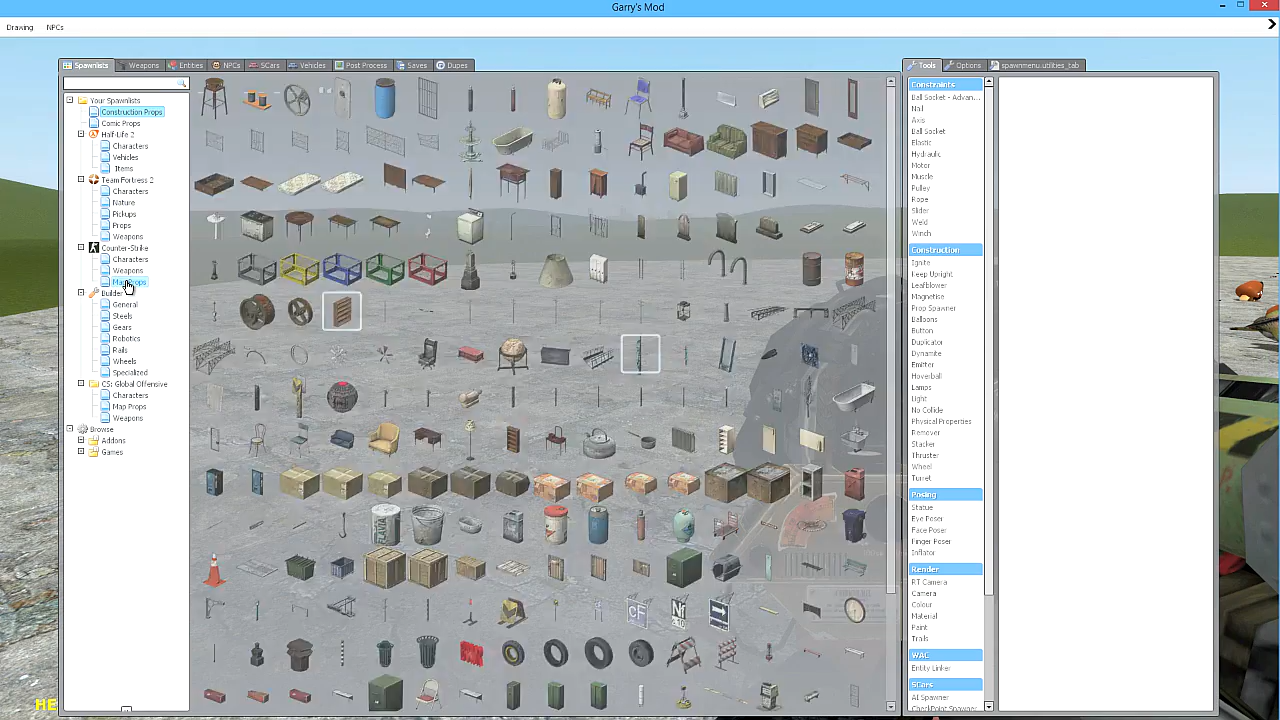 Garry's Mod
Drawing NPCs
Spawnlists Weapons Entities NPCs SCars Vehicles Post Process Saves Dupes
Tools Options spawnmenu.utilities_tab
Your Spawnlists
Construction Props
Comic Props
Half-Life 2
Characters
Vehicles
Items
Team Fortress 2
Characters
Nature
Pickups
Props
Weapons
Counter-Strike
Characters
Weapons
Map Props
Builder
General
Steels
Gears
Robotics
Rails
Wheels
Specialized
CS: Global Offensive
Characters
Map Props
Weapons
Browse
Addons
Games
HE
Constraints
Ball Socket - Advan...
Nail
Axis
Ball Socket
Elastic
Hydraulic
Motor
Muscle
Pulley
Rope
Slider
Weld
Winch
Construction
Ignite
Keep Upright
Leafblower
Magnetise
Prop Spawner
Balloons
Button
Duplicator
Dynamite
Emitter
Hoverball
Lamps
Light
No Collide
Physical Properties
Remover
Stacker
Thruster
Wheel
Turret
Posing
Statue
Eye Poser
Face Poser
Finger Poser
Inflator
Render
RT Camera
Camera
Colour
Material
Paint
Trails
WAC
Entity Linker
SCars
AI Spawner
CheckPoint Spawner